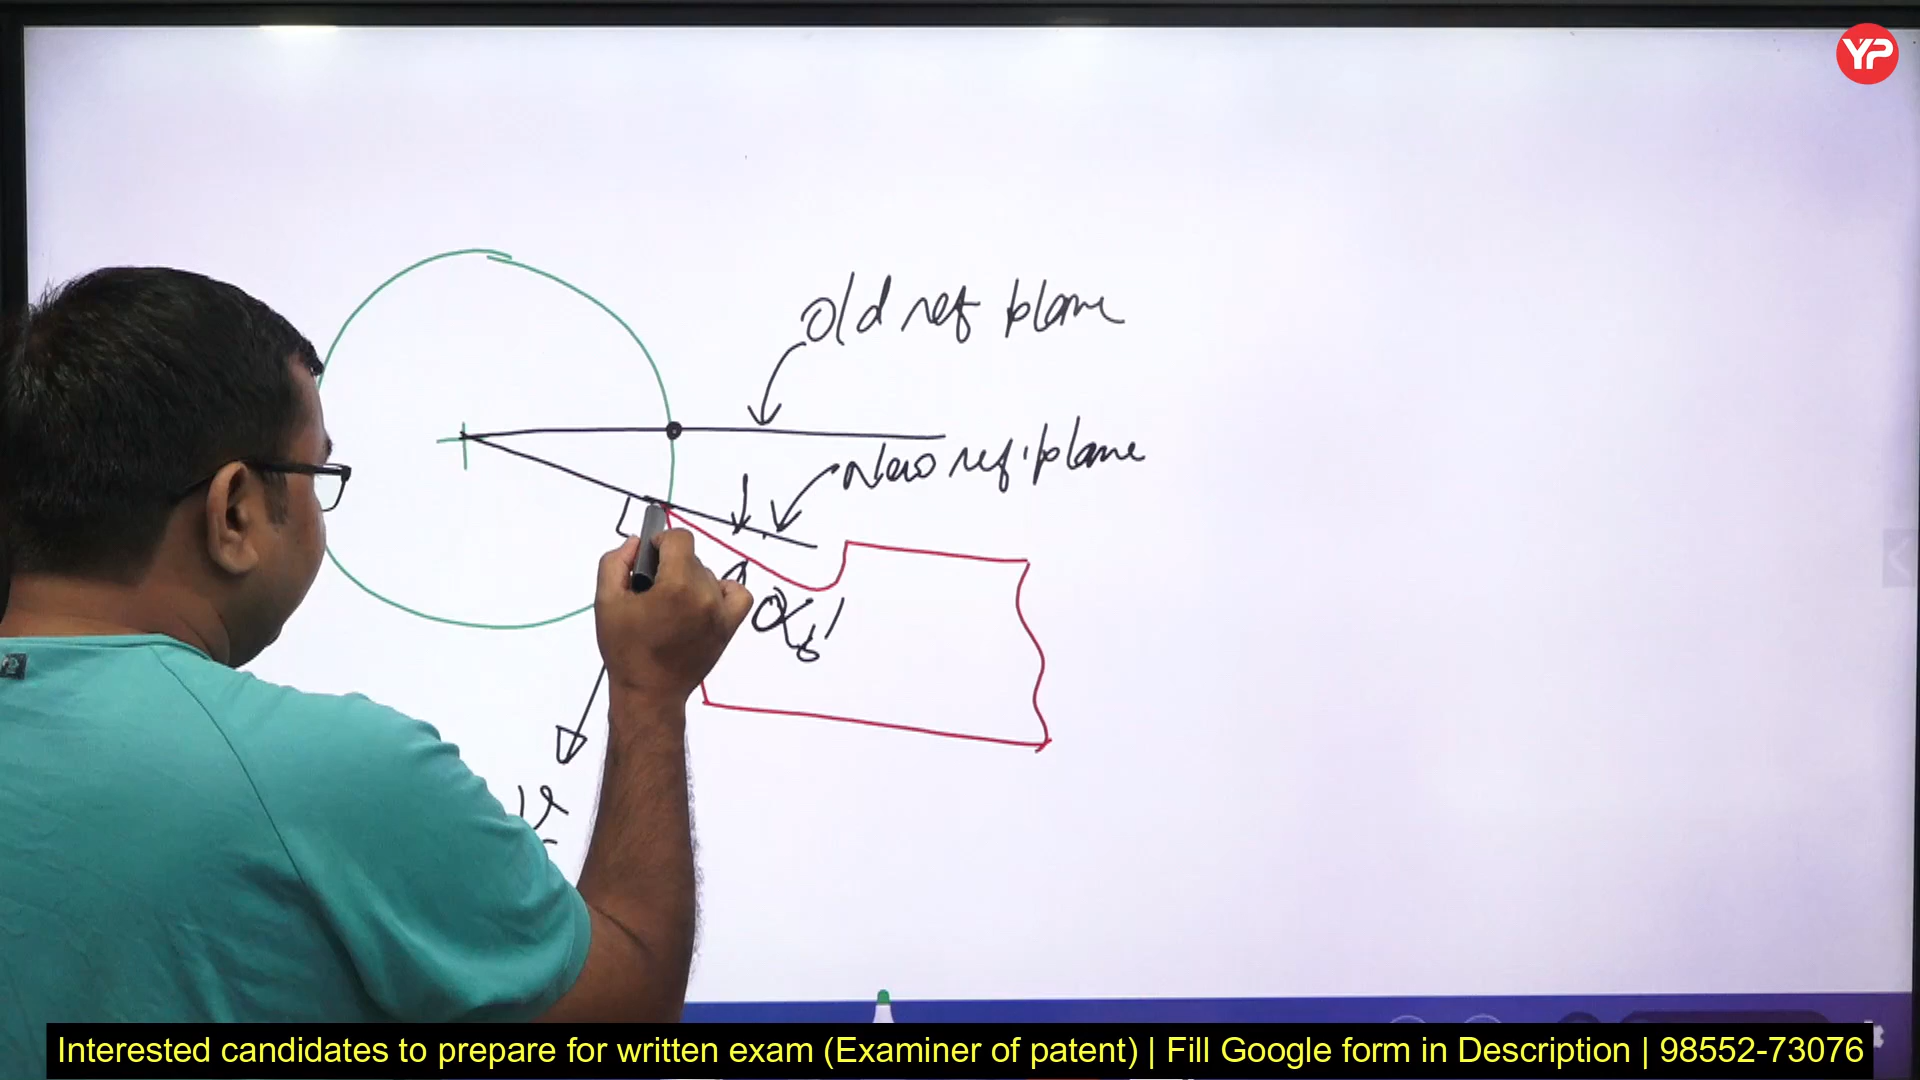 YP
Old ref plane
New ref. plane
αb'
V
Interested candidates to prepare for written exam (Examiner of patent) | Fill Google form in Description | 98552-73076